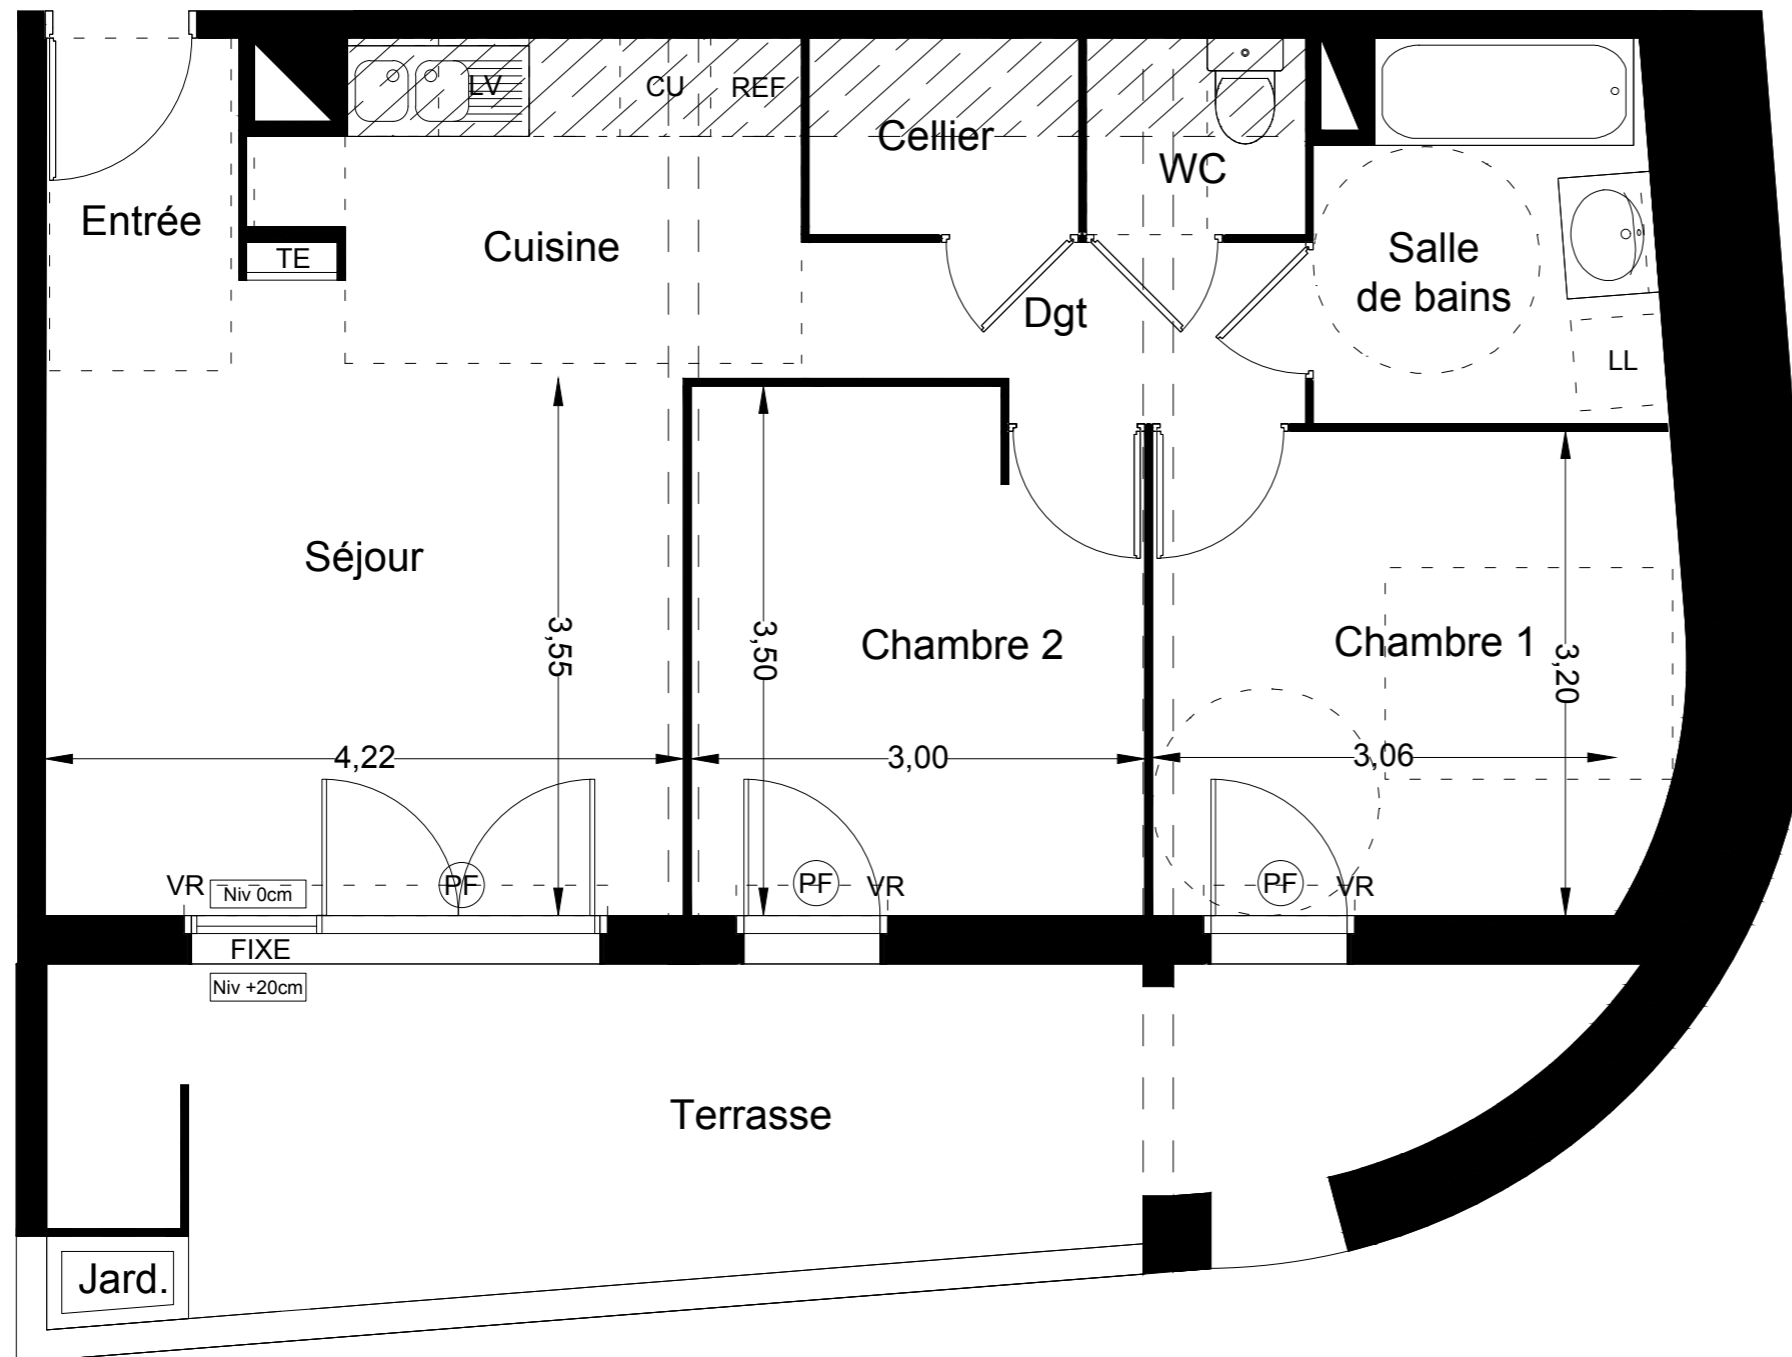 LV
CU
REF
Cellier
WC
Entrée
Cuisine
TE
Salle
de bains
Dgt
LL
Séjour
3,55
3,50
Chambre 2
Chambre 1
3,20
4,22
3,00
3,06
VR
Niv 0cm
PF
PF
VR
PF
VR
FIXE
Niv +20cm
Terrasse
Jard.